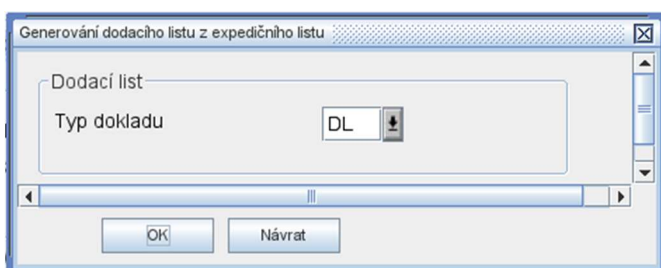 Generování dodacího listu z expedičního listu
Dodací list
Typ dokladu DL
OK Návrat